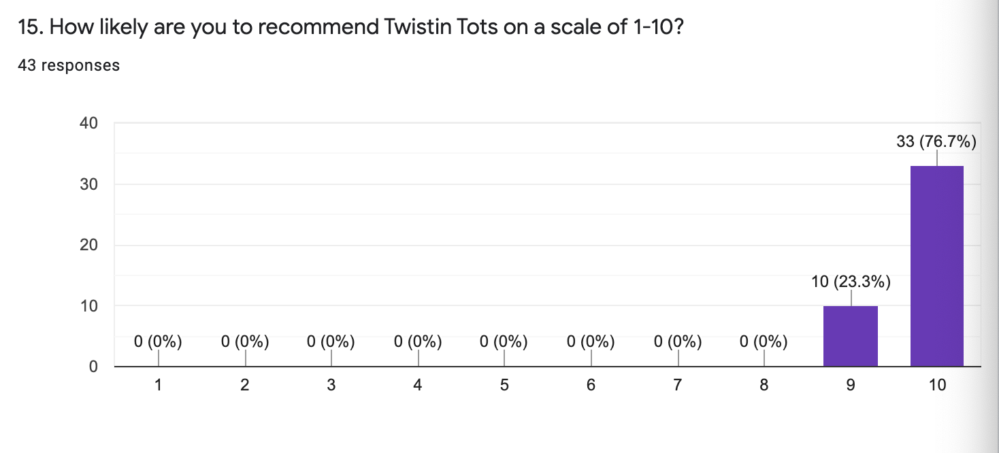 15. How likely are you to recommend Twistin Tots on a scale of 1-10?
43 responses
40
33 (76.7%)
30
20
10 (23.3%)
10
0 (0%) 0 (0%) 0 (0%) 0 (0%) 0 (0%) 0 (0%) 0 (0%) 0 (0%)
0
1 2 3 4 5 6 7 8 9 10